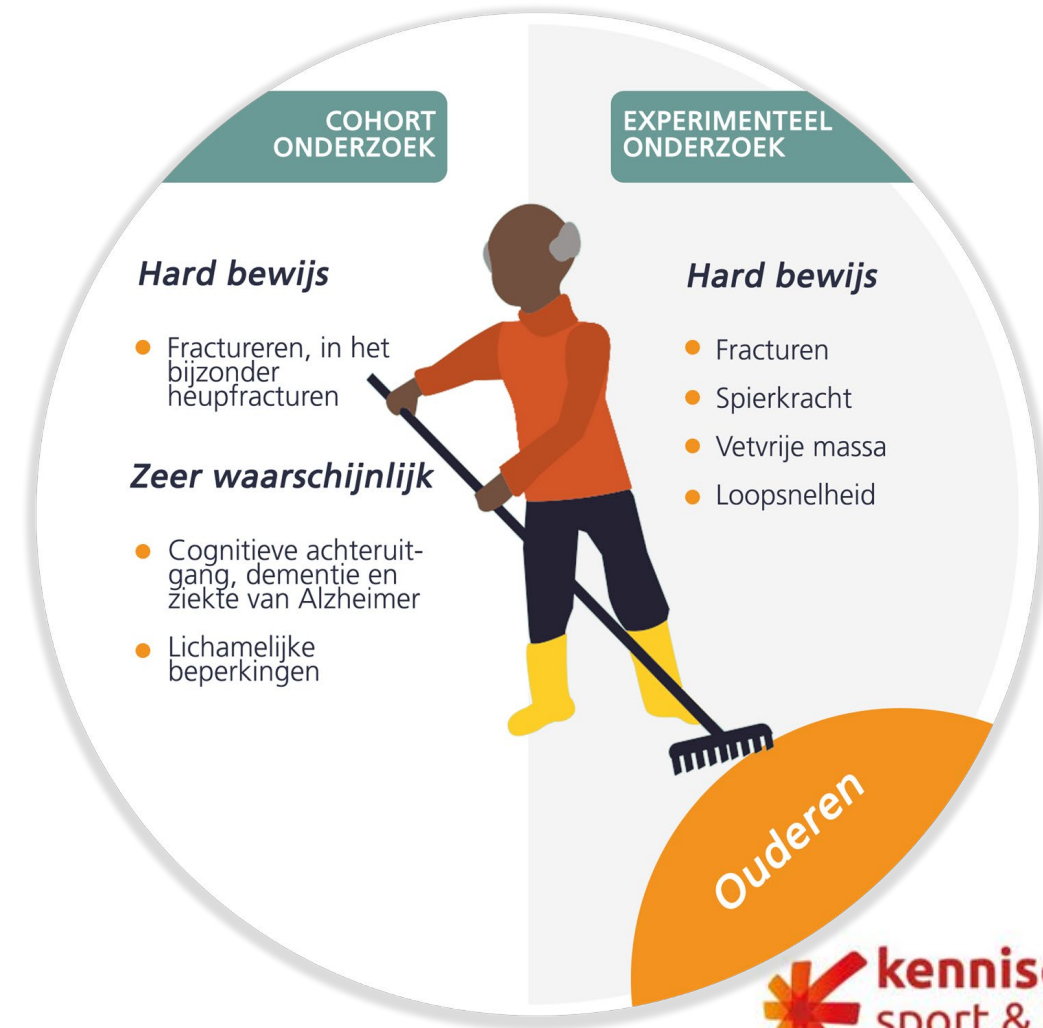 COHORT
ONDERZOEK
Hard bewijs
Fractureren, in het
bijzonder
heupfracturen
Zeer waarschijnlijk
Cognitieve achteruit-
gang, dementie en
ziekte van Alzheimer
Lichamelijke
beperkingen
EXPERIMENTEEL
ONDERZOEK
Hard bewijs
Fracturen
Spierkracht
Vetvrije massa
Loopsnelheid
Ouderen
sport &